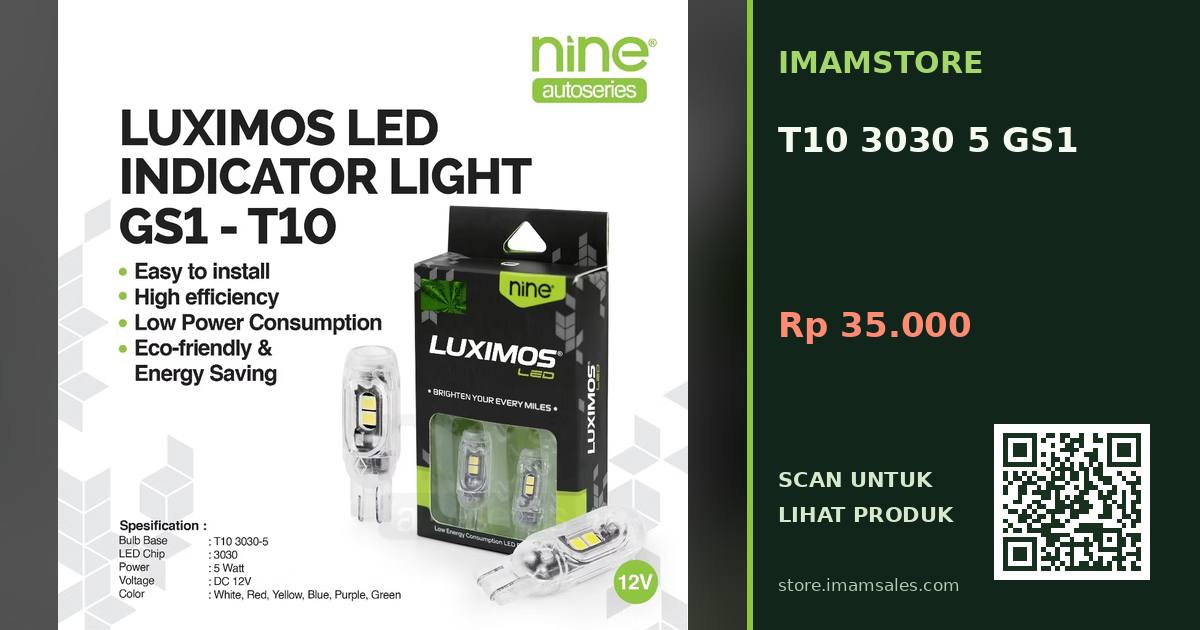 nine®
autoseries
LUXIMOS LED
INDICATOR LIGHT
GS1 - T10
• Easy to install
• High efficiency
• Low Power Consumption
• Eco-friendly &
Energy Saving
nine®
LUXIMOS®
LED
• BRIGHTEN YOUR EVERY MILES •
LUXIMOS LED
Low Energy Consumption LED
Spesification :
Bulb Base : T10 3030-5
LED Chip : 3030
Power : 5 Watt
Voltage : DC 12V
Color : White, Red, Yellow, Blue, Purple, Green
12V
IMAMSTORE
T10 3030 5 GS1
Rp 35.000
SCAN UNTUK
LIHAT PRODUK
store.imamsales.com